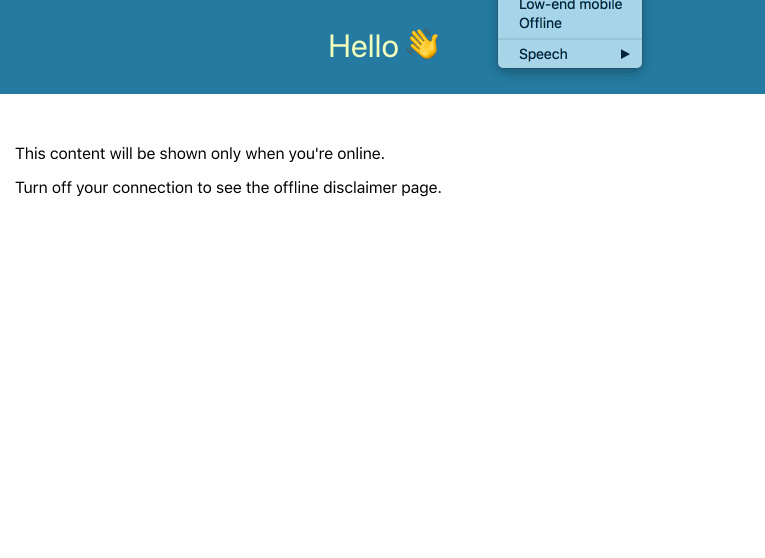 Low-end mobile
Offline
Hello 👋
Speech ▶
This content will be shown only when you're online.
Turn off your connection to see the offline disclaimer page.